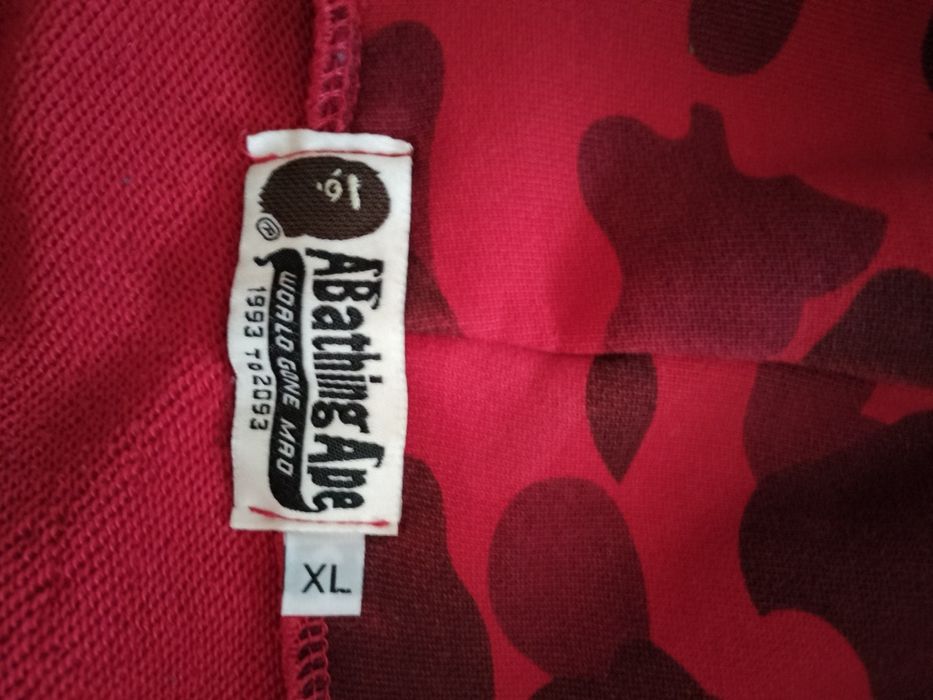 ®
A Bathing Ape
WORLD GONE MAD
1993 TO 2093
XL